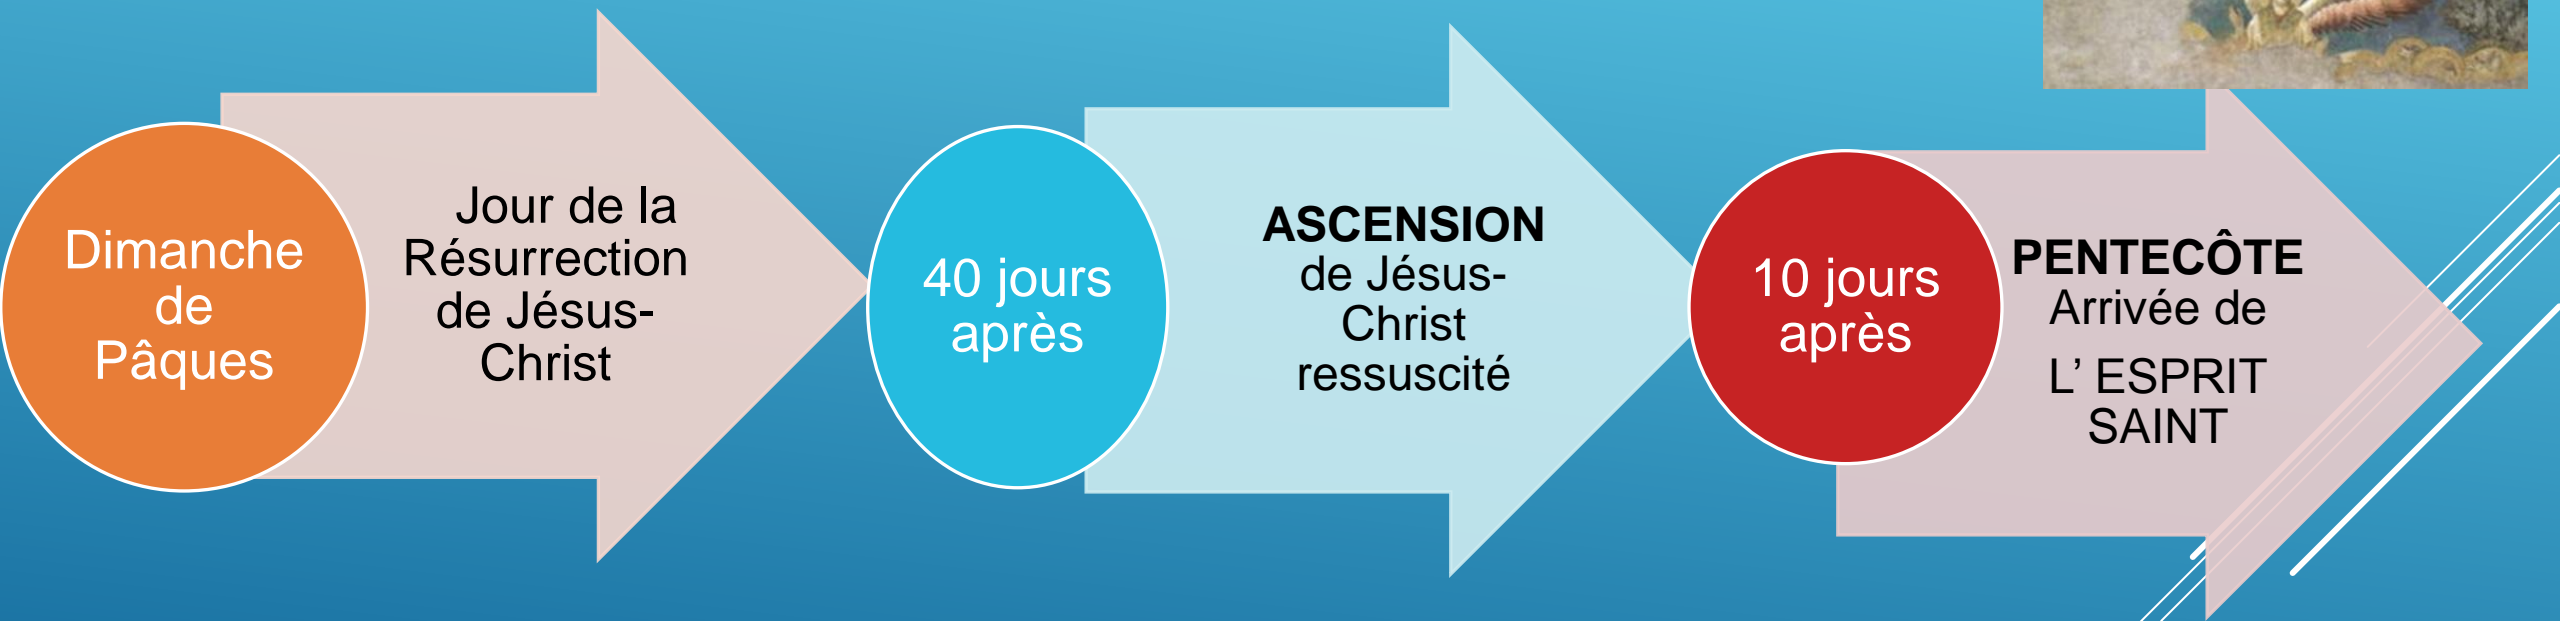 Dimanche
de
Pâques
Jour de la
Résurrection
de Jésus-
Christ
40 jours
après
ASCENSION
de Jésus-
Christ
ressuscité
10 jours
après
PENTECÔTE
Arrivée de
L’ ESPRIT
SAINT